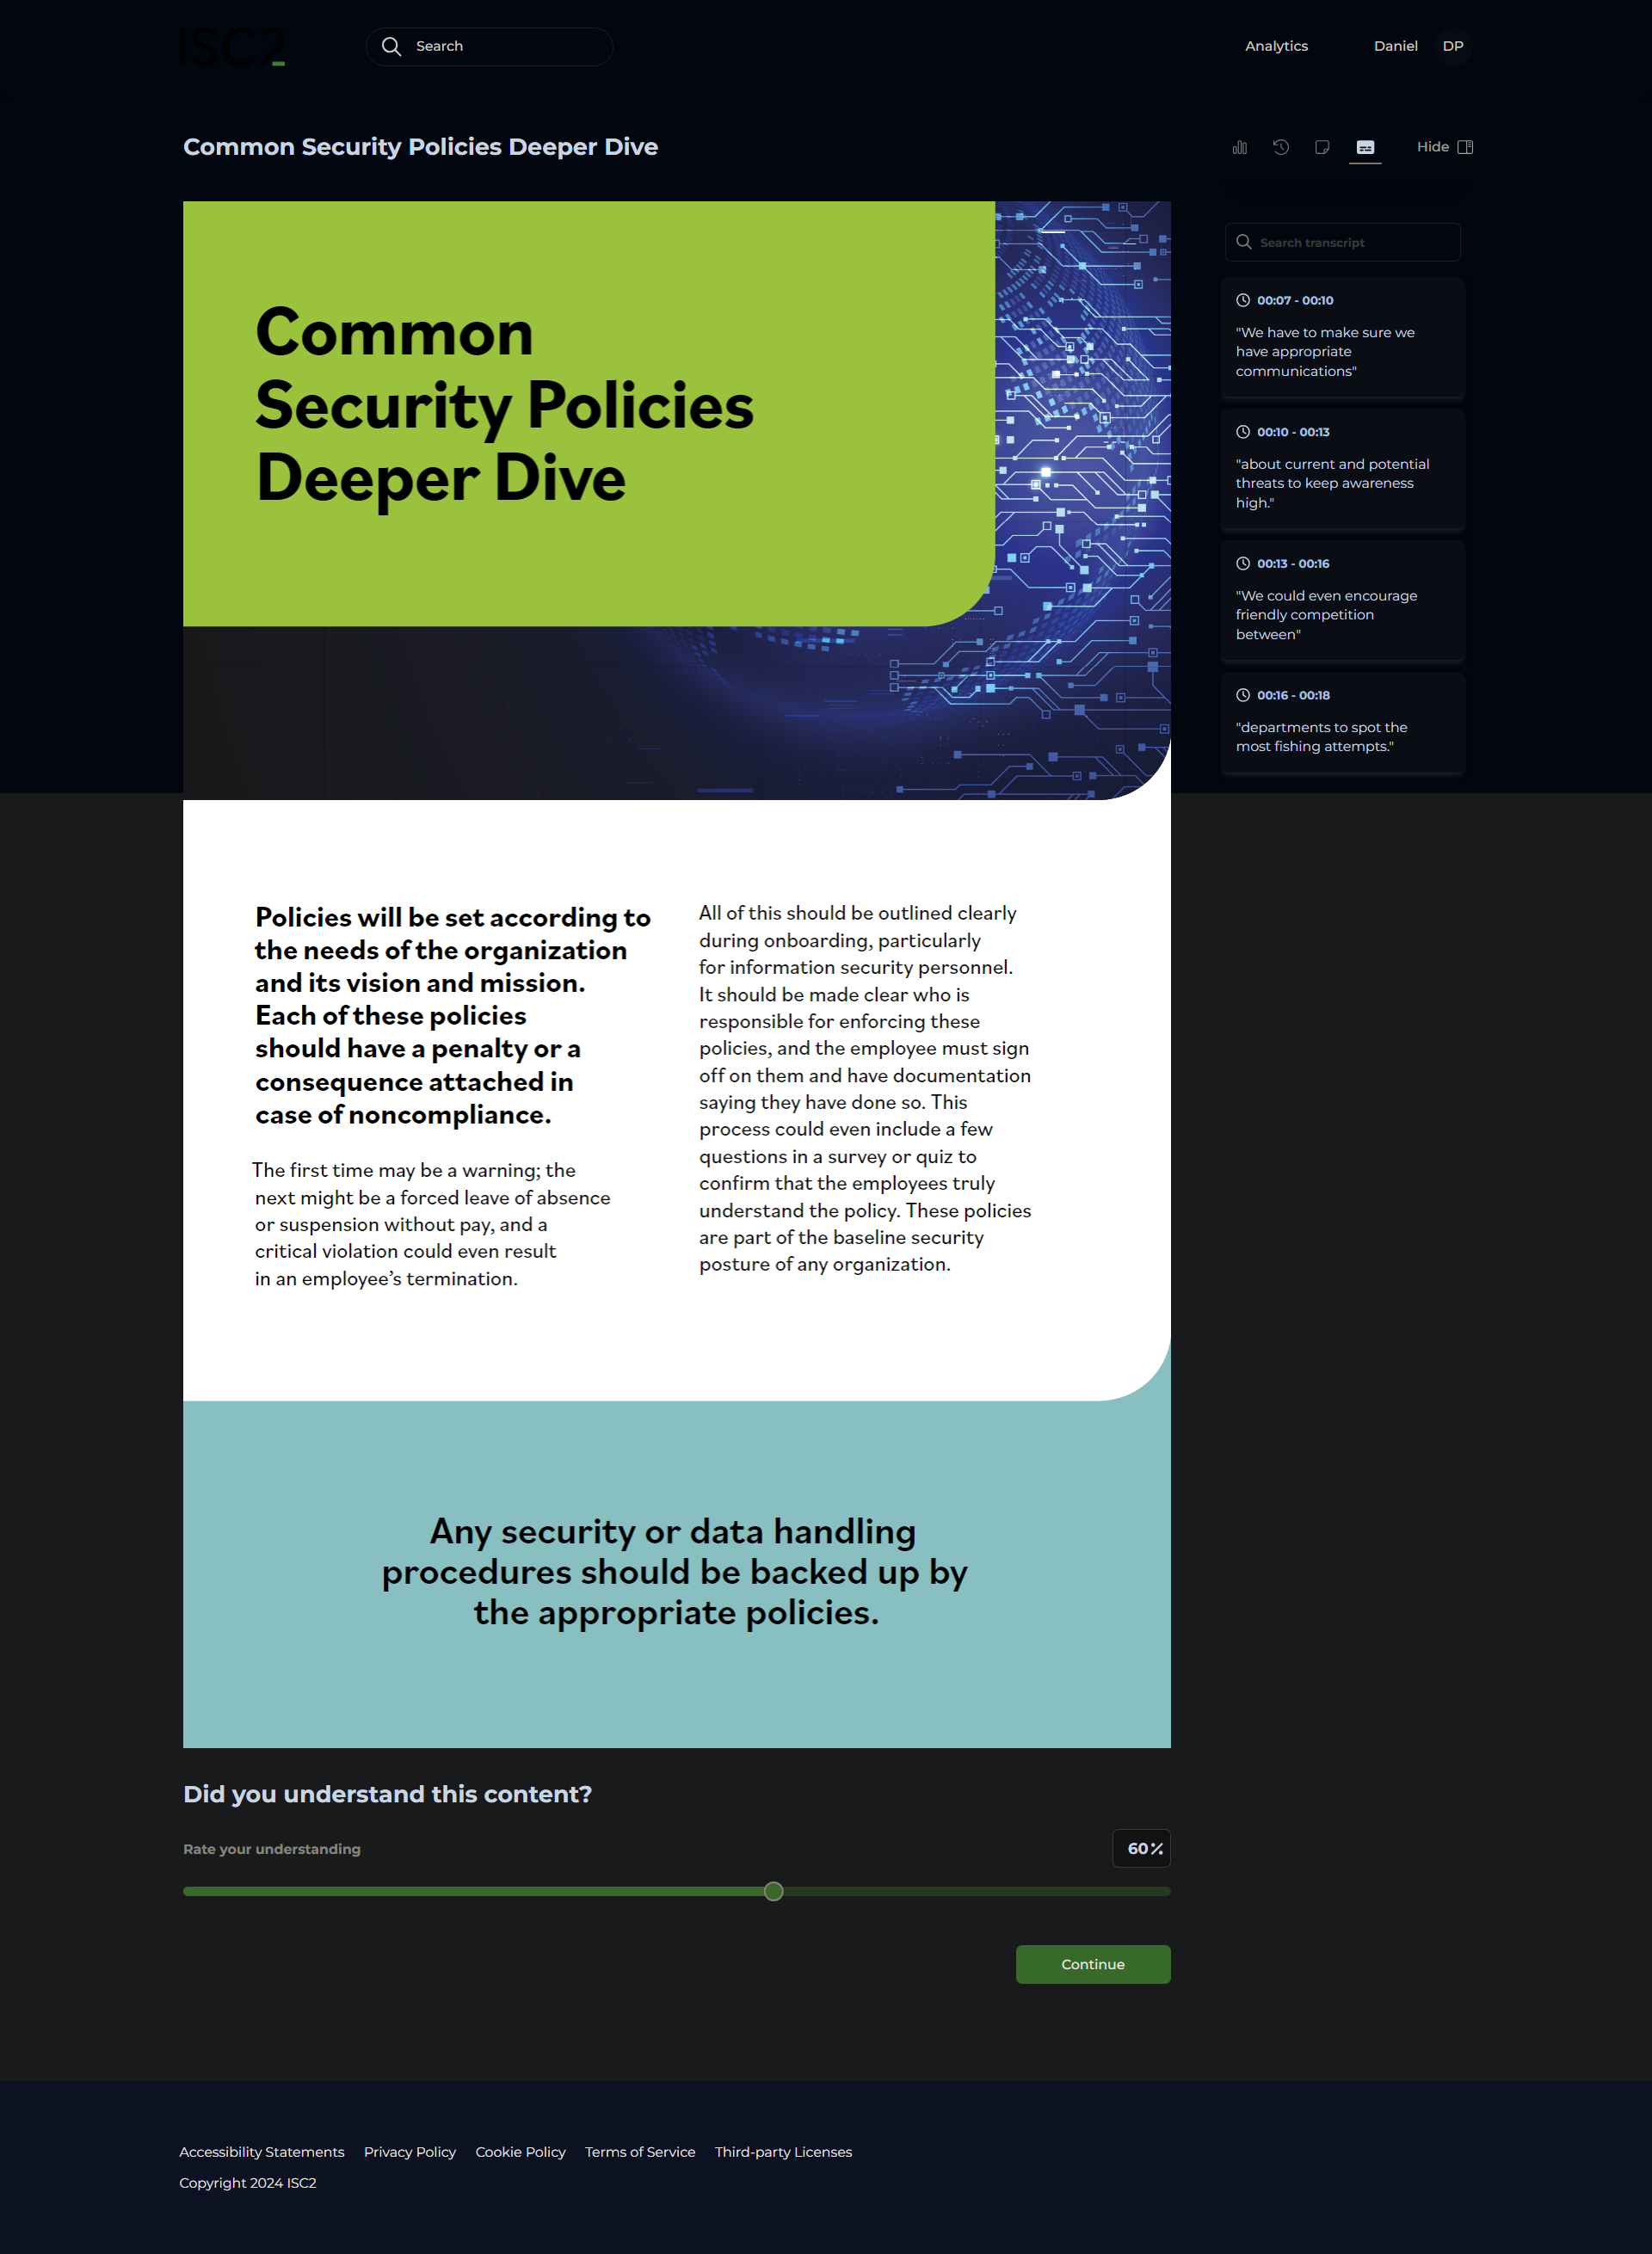 ISC2
Search
Analytics
Daniel
DP
Common Security Policies Deeper Dive
Hide
Common
Security Policies
Deeper Dive
Search transcript
00:07 - 00:10
"We have to make sure we
have appropriate
communications"
00:10 - 00:13
"about current and potential
threats to keep awareness
high."
00:13 - 00:16
"We could even encourage
friendly competition
between"
00:16 - 00:18
"departments to spot the
most fishing attempts."
Policies will be set according to
the needs of the organization
and its vision and mission.
Each of these policies
should have a penalty or a
consequence attached in
case of noncompliance.
The first time may be a warning; the
next might be a forced leave of absence
or suspension without pay, and a
critical violation could even result
in an employee’s termination.
All of this should be outlined clearly
during onboarding, particularly
for information security personnel.
It should be made clear who is
responsible for enforcing these
policies, and the employee must sign
off on them and have documentation
saying they have done so. This
process could even include a few
questions in a survey or quiz to
confirm that the employees truly
understand the policy. These policies
are part of the baseline security
posture of any organization.
Any security or data handling
procedures should be backed up by
the appropriate policies.
Did you understand this content?
Rate your understanding
60%
Continue
Accessibility Statements
Privacy Policy
Cookie Policy
Terms of Service
Third-party Licenses
Copyright 2024 ISC2